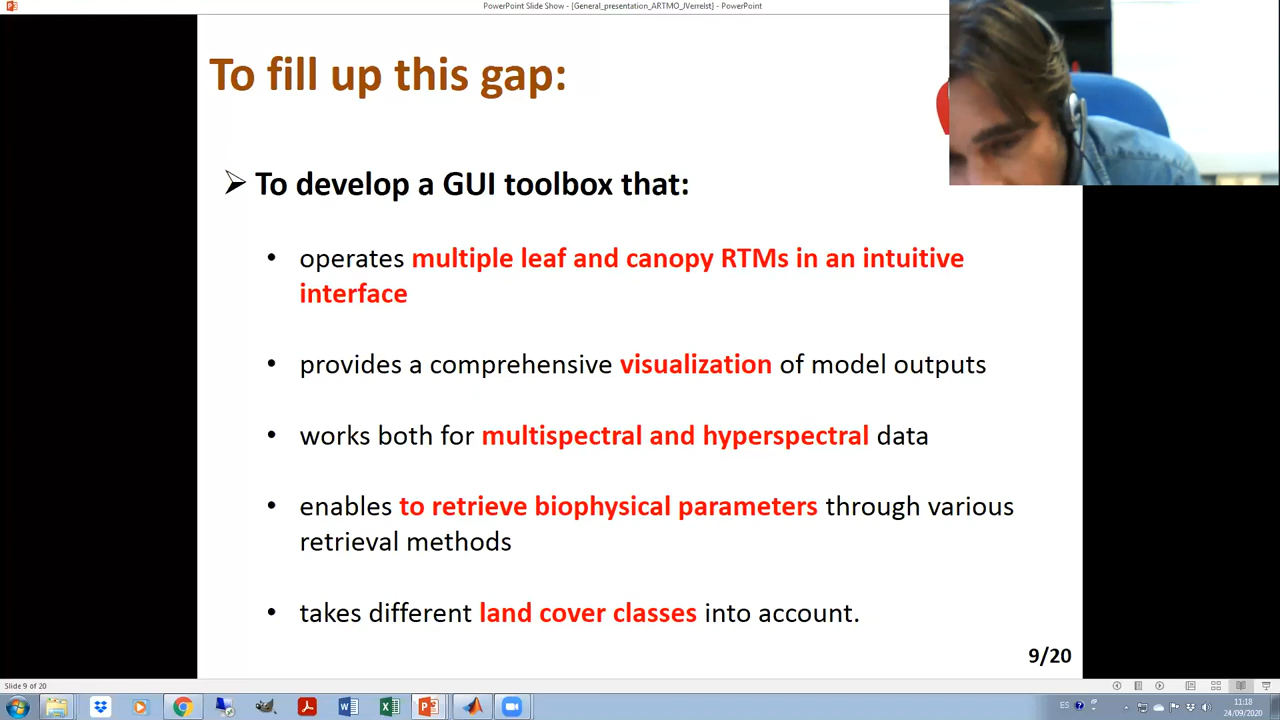 PowerPoint Slide Show - [General_presentation_ARTMO_JVerrelst] - PowerPoint
To fill up this gap:
To develop a GUI toolbox that:
• operates multiple leaf and canopy RTMs in an intuitive
interface
• provides a comprehensive visualization of model outputs
• works both for multispectral and hyperspectral data
• enables to retrieve biophysical parameters through various
retrieval methods
• takes different land cover classes into account.
9/20
Slide 9 of 20
ES
11:18
24/09/2020